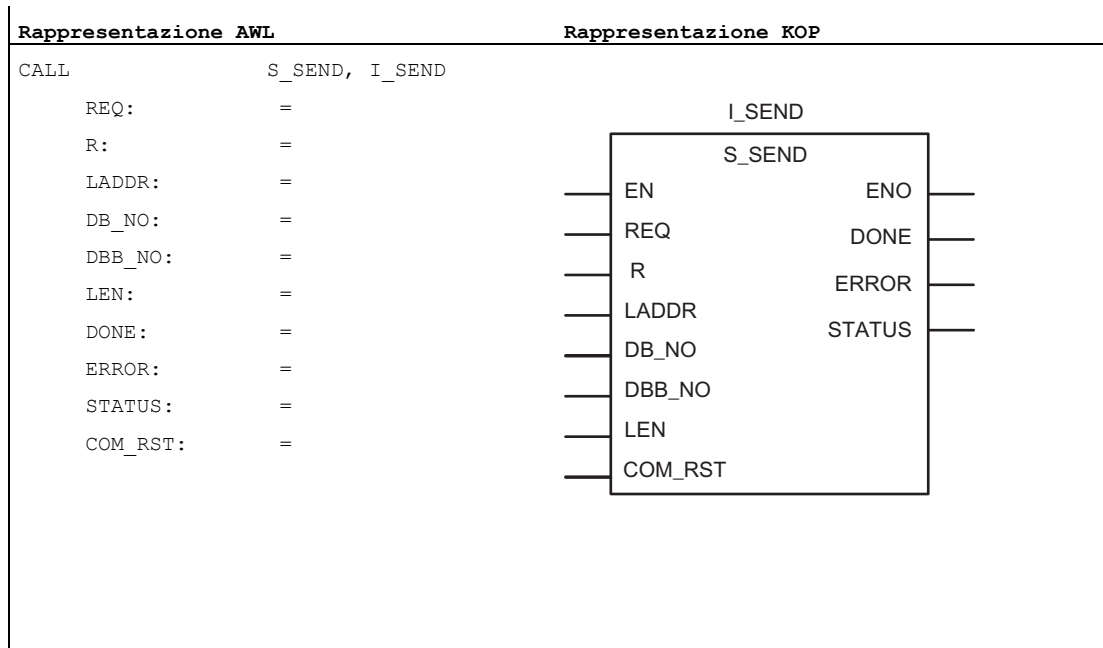 Rappresentazione AWL
Rappresentazione KOP
CALL S_SEND, I_SEND
REQ: =
R: =
LADDR: =
DB_NO: =
DBB_NO: =
LEN: =
DONE: =
ERROR: =
STATUS: =
COM_RST: =
I_SEND
S_SEND
EN
REQ
R
LADDR
DB_NO
DBB_NO
LEN
COM_RST
ENO
DONE
ERROR
STATUS